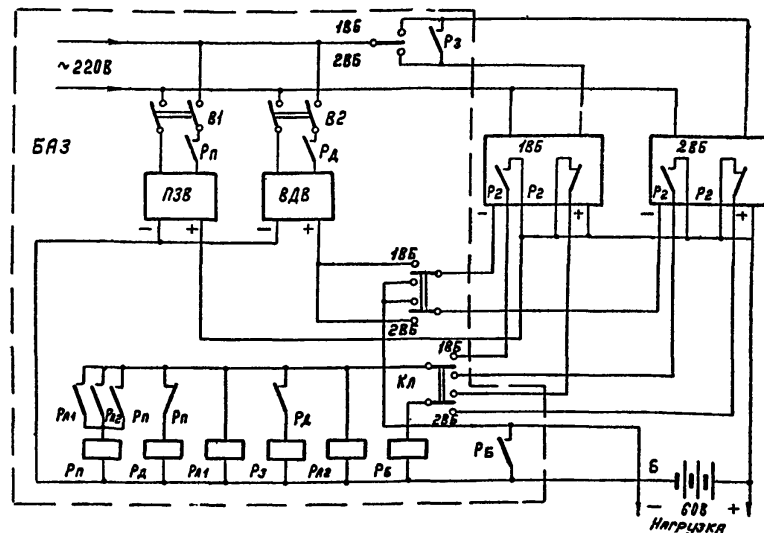 1ВБ
Рз
2ВБ
~220В
В1
В2
БАЗ
Рп
Рд
1ВБ
2ВБ
ПЗВ
ВДВ
Р2
Р2
Р2
Р2
- +
- +
- +
- +
1ВБ
2ВБ
1ВБ
КЛ
2ВБ
Рл1
Рл2
Рп
Рп
Рд
РБ
Б
Рп
Рд
Рл1
Рз
Рл2
РБ
- 60В +
Нагрузка